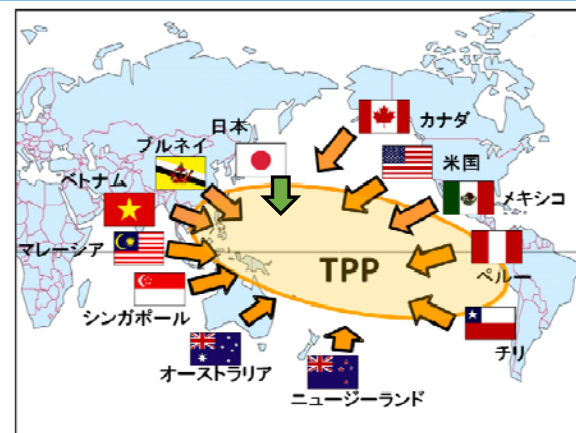 日本
カナダ
ブルネイ
米国
ベトナム
メキシコ
マレーシア
TPP
ペルー
シンガポール
チリ
オーストラリア
ニュージーランド